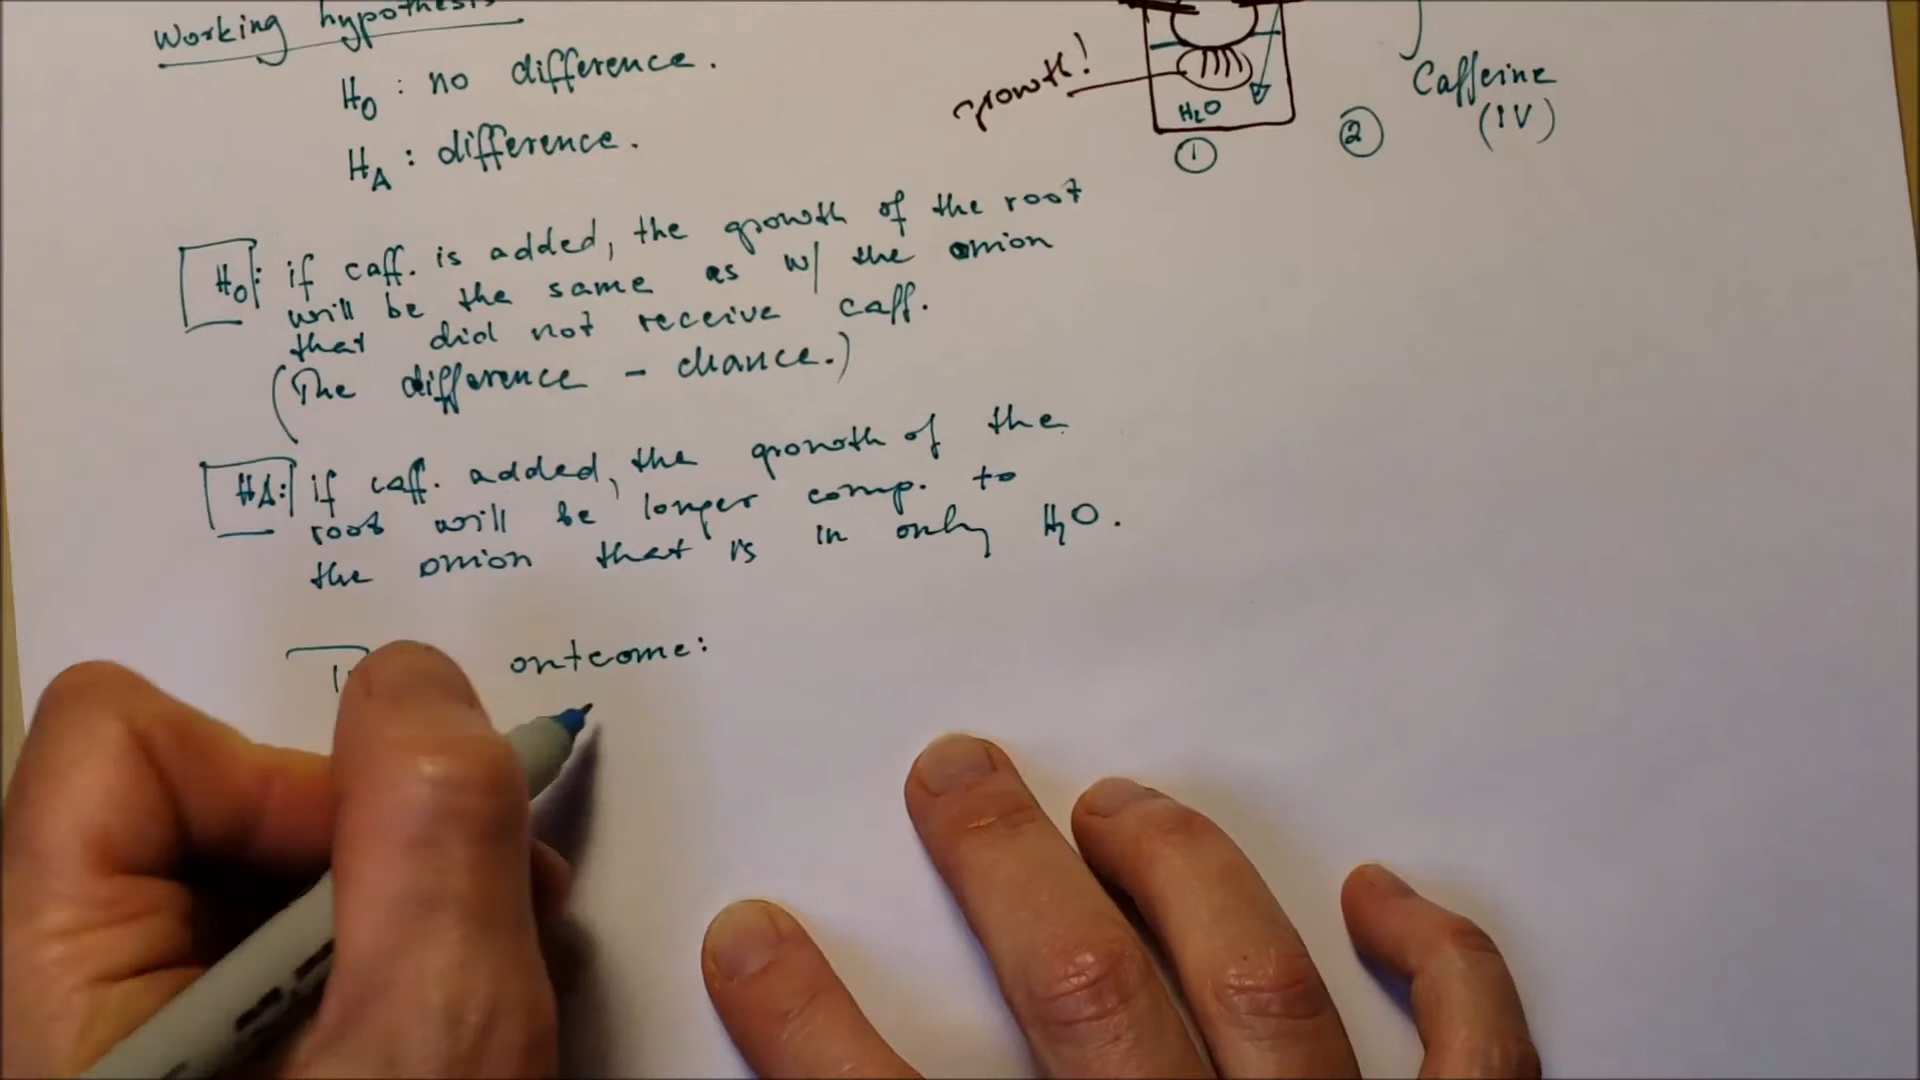 Working hypothesis
H0 : no difference.
HA : difference.
growth!
H2O
1
2
Caffeine
(IV)
H0: if caff. is added, the growth of the root
will be the same as w/ the onion
that did not receive caff.
(The difference - chance.)
HA: if caff. added, the growth of the
root will be longer comp. to
the onion that is in only H2O.
outcome: